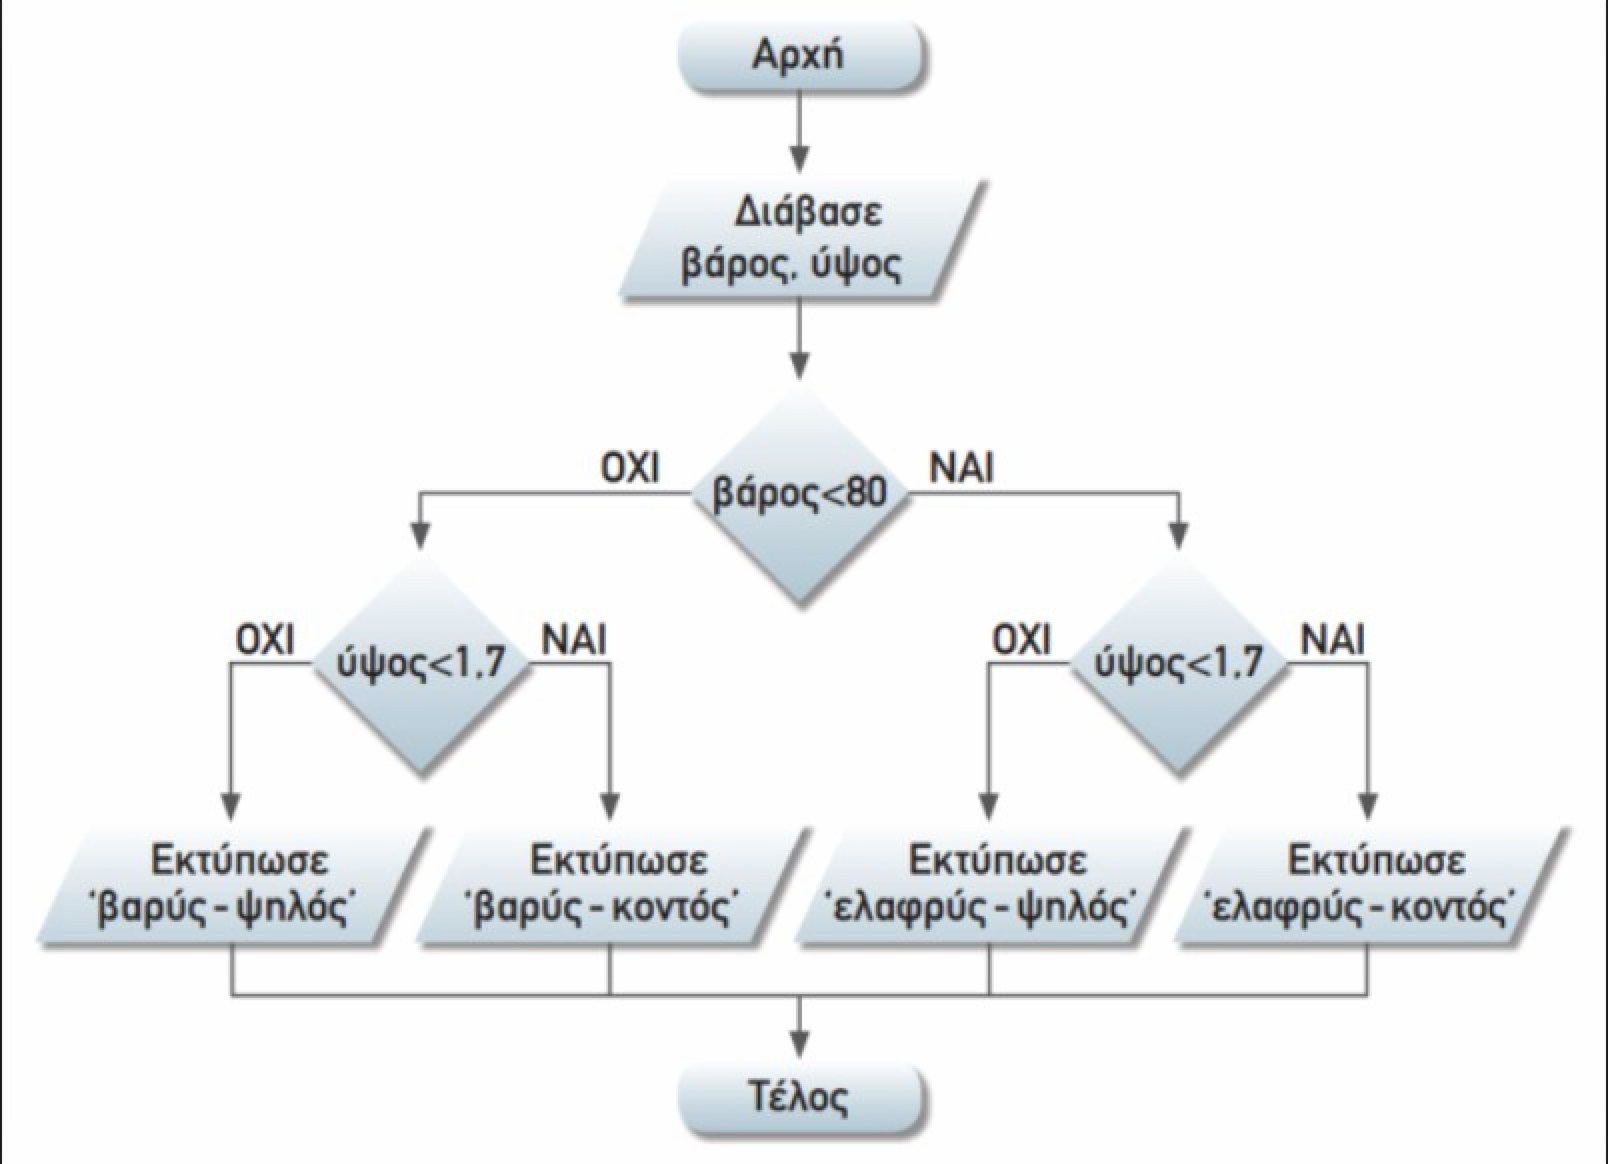 Αρχή
Διάβασε
βάρος, ύψος
ΟΧΙ
ΝΑΙ
βάρος<80
ΟΧΙ
ΝΑΙ
ΟΧΙ
ΝΑΙ
ύψος<1,7
ύψος<1,7
Εκτύπωσε
‘βαρύς – ψηλός’
Εκτύπωσε
‘βαρύς – κοντός’
Εκτύπωσε
‘ελαφρύς – ψηλός’
Εκτύπωσε
‘ελαφρύς – κοντός’
Τέλος